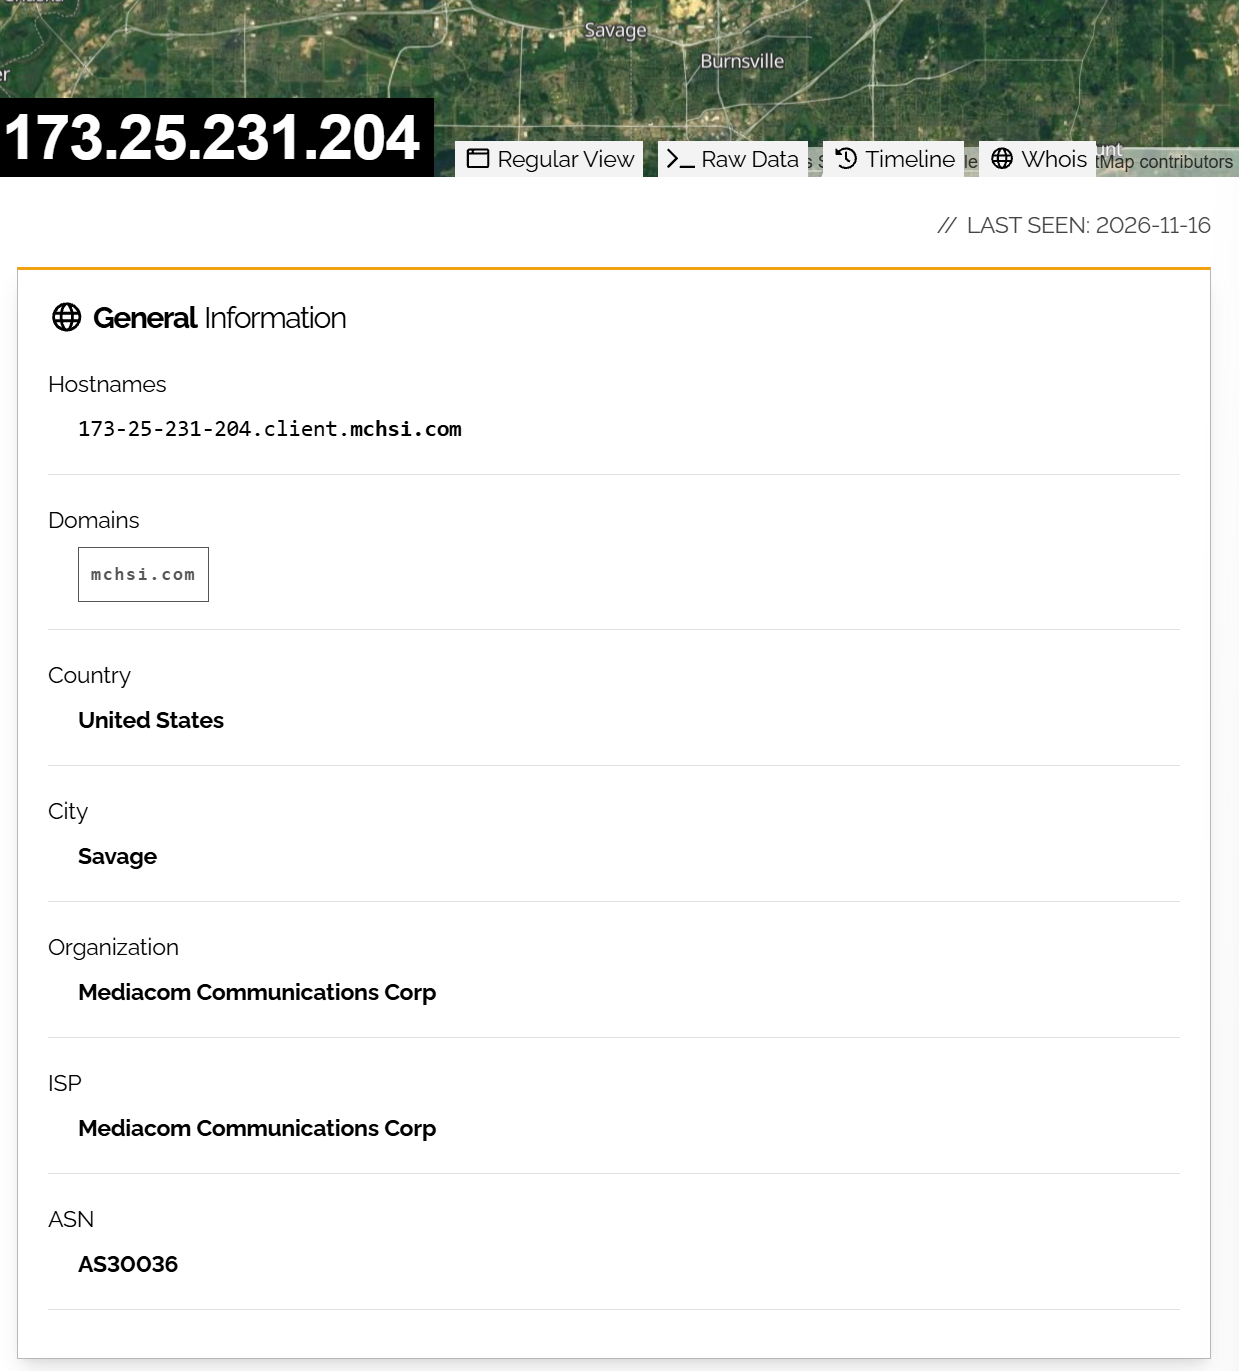 Savage
Burnsville
173.25.231.204
Regular View
Raw Data
Timeline
Whois
tMap contributors
// LAST SEEN: 2026-11-16
General Information
Hostnames
173-25-231-204.client.mchsi.com
Domains
mchsi.com
Country
United States
City
Savage
Organization
Mediacom Communications Corp
ISP
Mediacom Communications Corp
ASN
AS30036